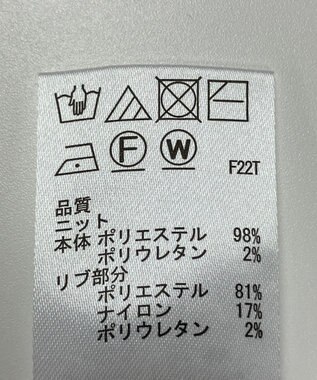 F W F22T
品質
ニット
本体 ポリエステル 98%
ポリウレタン 2%
リブ部分
ポリエステル 81%
ナイロン 17%
ポリウレタン 2%